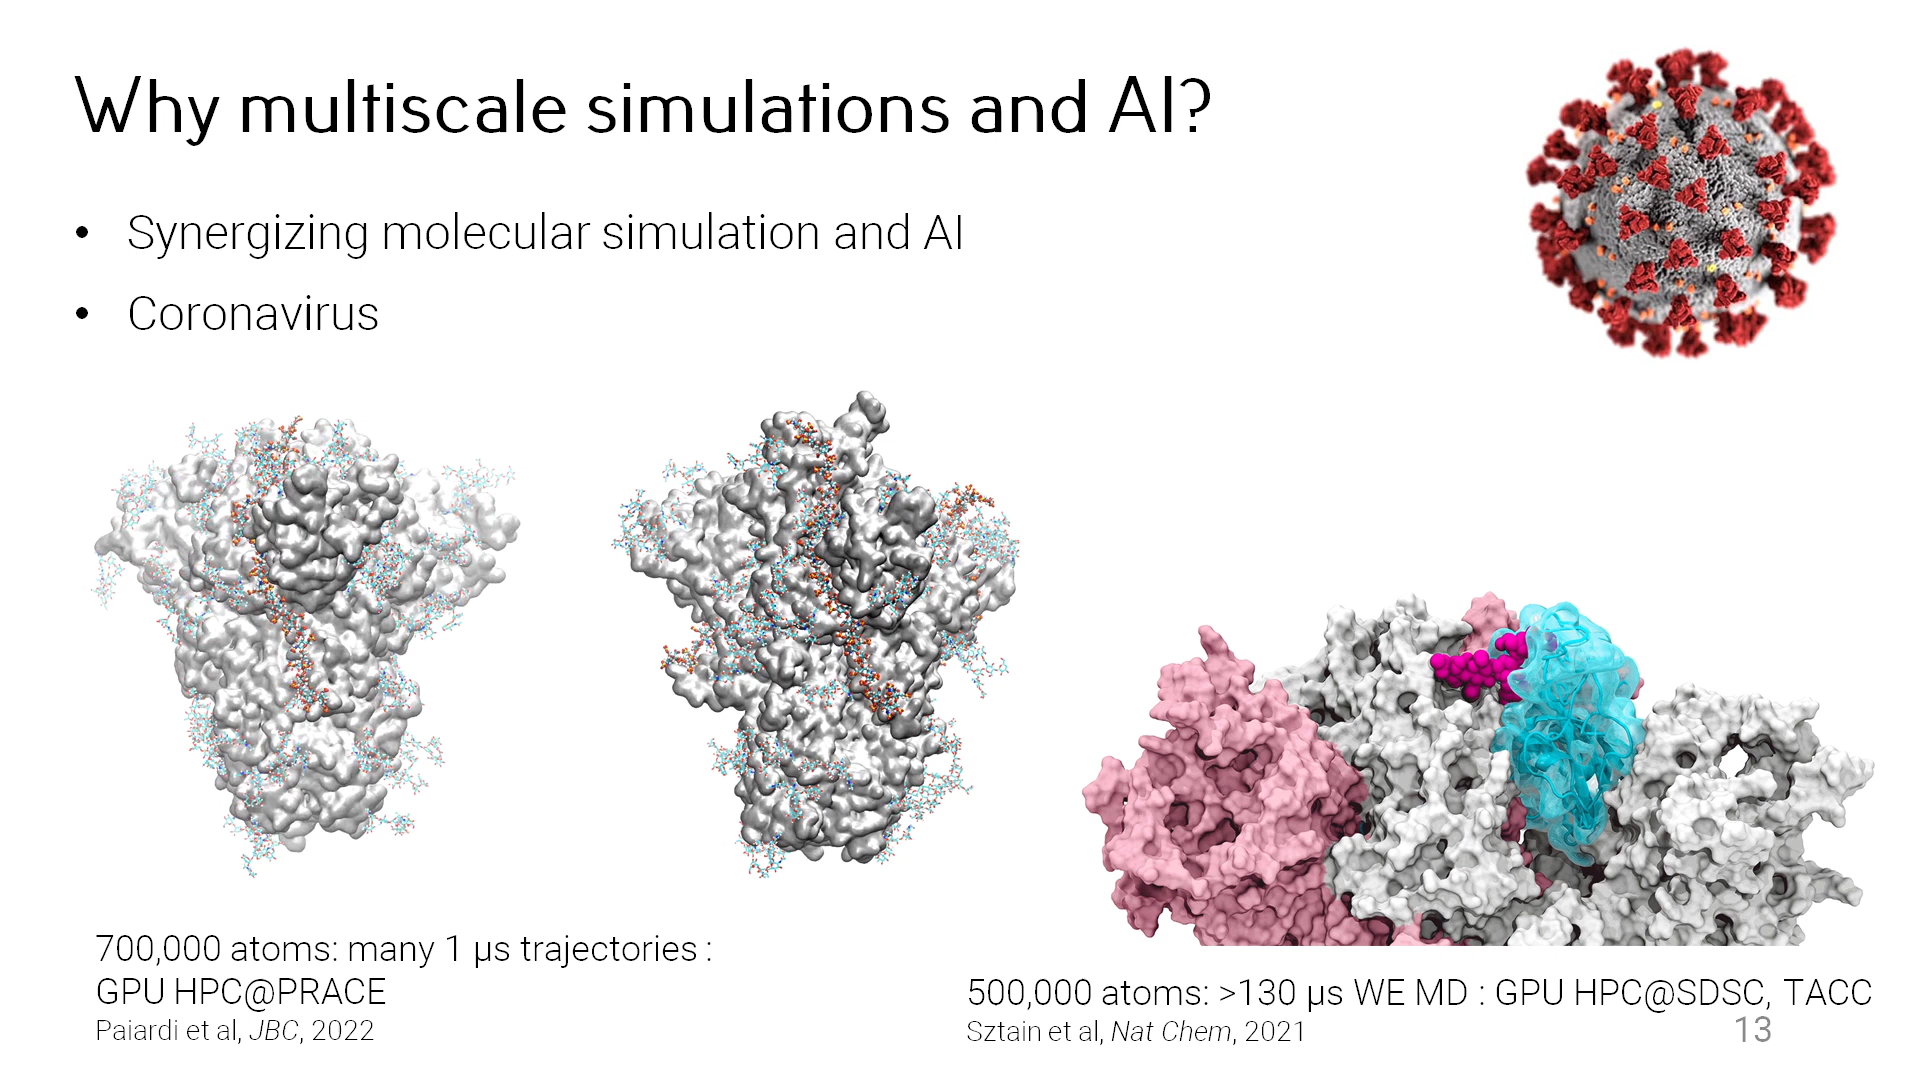 Why multiscale simulations and AI?
• Synergizing molecular simulation and AI
• Coronavirus
700,000 atoms: many 1 µs trajectories :
GPU HPC@PRACE
Paiardi et al, JBC, 2022
500,000 atoms: >130 µs WE MD : GPU HPC@SDSC, TACC
Sztain et al, Nat Chem, 2021
13